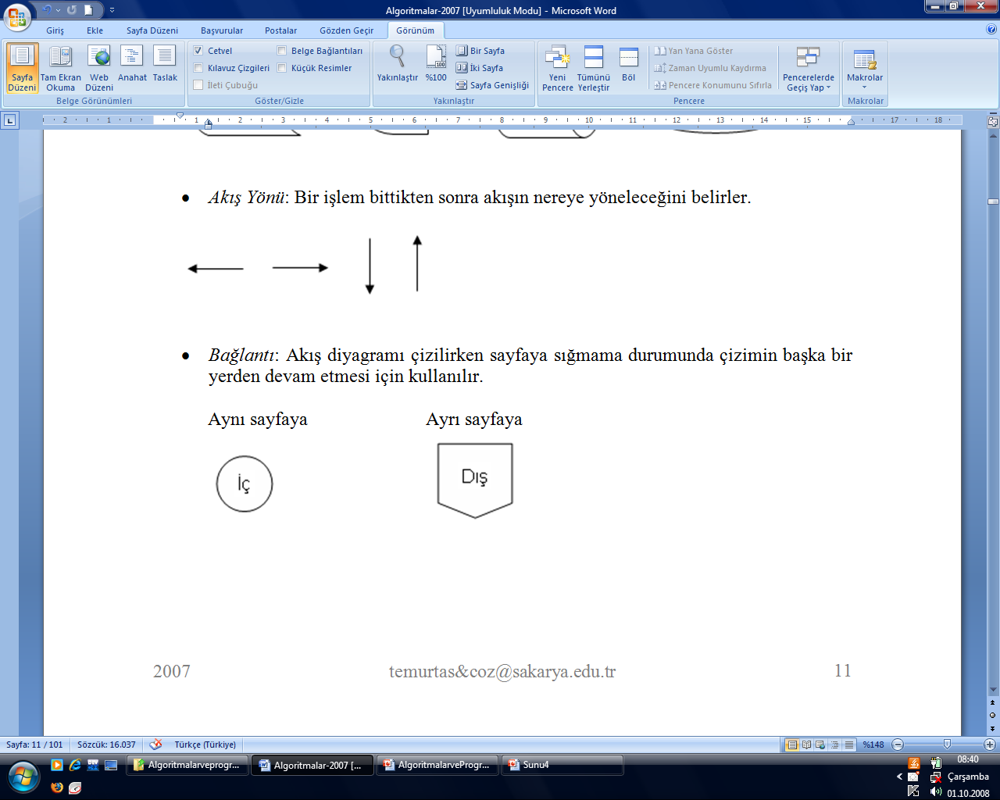 Algoritmalar-2007 [Uyumluluk Modu] - Microsoft Word
Giriş Ekle Sayfa Düzeni Başvurular Postalar Gözden Geçir Görünüm
Sayfa Düzeni
Tam Ekran Okuma
Web Düzeni
Anahat
Taslak
Belge Görünümleri
Cetvel
Kılavuz Çizgileri
İleti Çubuğu
Belge Bağlantıları
Küçük Resimler
Göster/Gizle
Yakınlaştır
%100
Bir Sayfa
İki Sayfa
Sayfa Genişliği
Yakınlaştır
Yeni Pencere
Tümünü Yerleştir
Böl
Yan Yana Göster
Zaman Uyumlu Kaydırma
Pencere Konumunu Sıfırla
Pencerelerde Geçiş Yap
Pencere
Makrolar
Makrolar
2 1 1 2 3 4 5 6 7 8 9 10 11 12 13 14 15 17 18
• Akış Yönü: Bir işlem bittikten sonra akışın nereye yöneleceğini belirler.
• Bağlantı: Akış diyagramı çizilirken sayfaya sığmama durumunda çizimin başka bir
yerden devam etmesi için kullanılır.
Aynı sayfaya Ayrı sayfaya
İç Dış
2007 temurtas&coz@sakarya.edu.tr 11
Sayfa: 11 / 101 Sözcük: 16.037 Türkçe (Türkiye) %148
Algoritmalarveprogr... Algoritmalar-2007 [... AlgoritmalarveProgr... Sunu4
08:40
Çarşamba
01.10.2008